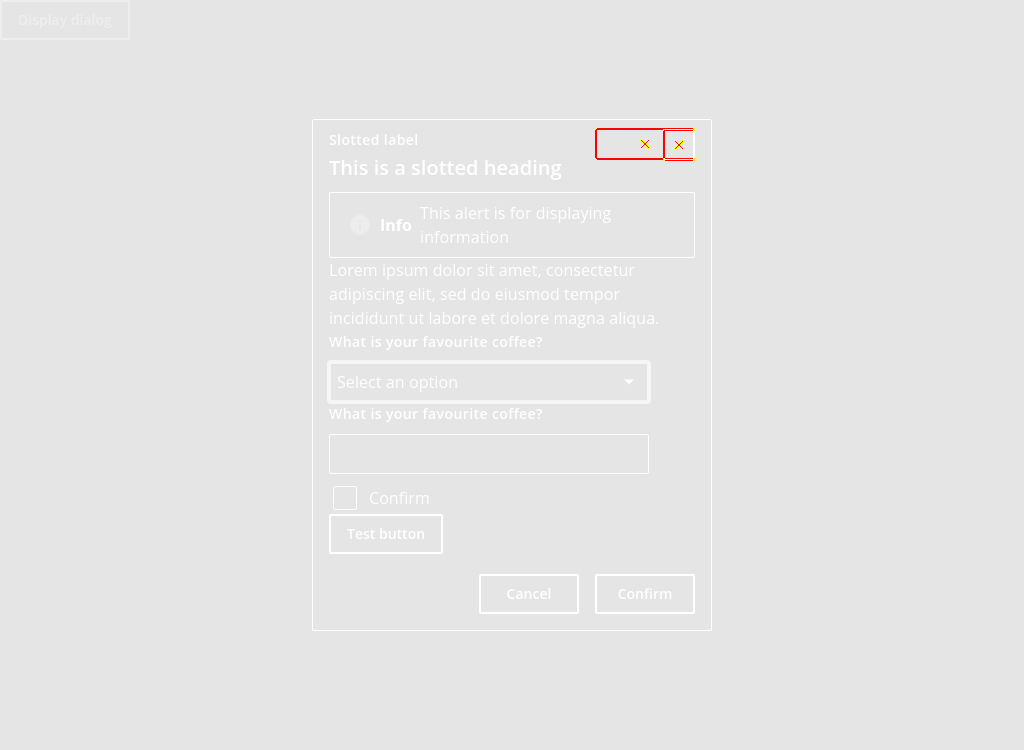 Display dialog
Slotted label
This is a slotted heading
Info
This alert is for displaying
information
Lorem ipsum dolor sit amet, consectetur
adipiscing elit, sed do eiusmod tempor
incididunt ut labore et dolore magna aliqua.
What is your favourite coffee?
Select an option
What is your favourite coffee?
Confirm
Test button
Cancel
Confirm